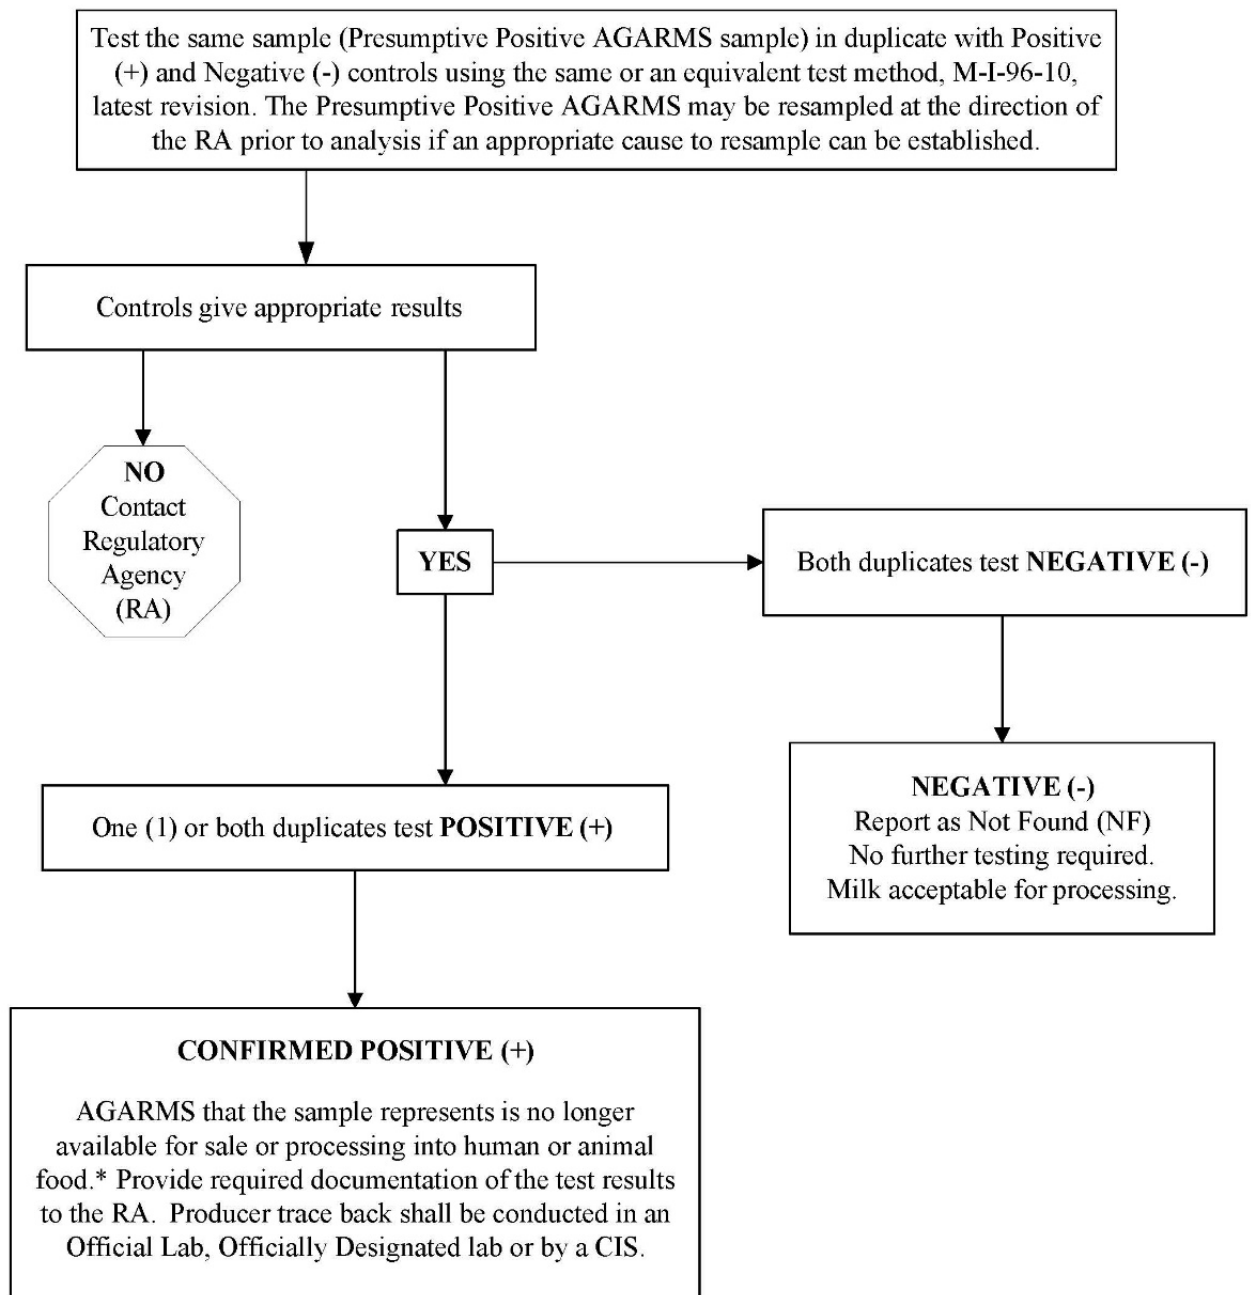 Test the same sample (Presumptive Positive AGARMS sample) in duplicate with Positive
(+) and Negative (-) controls using the same or an equivalent test method, M-I-96-10,
latest revision. The Presumptive Positive AGARMS may be resampled at the direction of
the RA prior to analysis if an appropriate cause to resample can be established.
Controls give appropriate results
NO
Contact
Regulatory
Agency
(RA)
YES
Both duplicates test NEGATIVE (-)
NEGATIVE (-)
Report as Not Found (NF)
No further testing required.
Milk acceptable for processing.
One (1) or both duplicates test POSITIVE (+)
CONFIRMED POSITIVE (+)
AGARMS that the sample represents is no longer
available for sale or processing into human or animal
food.* Provide required documentation of the test results
to the RA.  Producer trace back shall be conducted in an
Official Lab, Officially Designated lab or by a CIS.